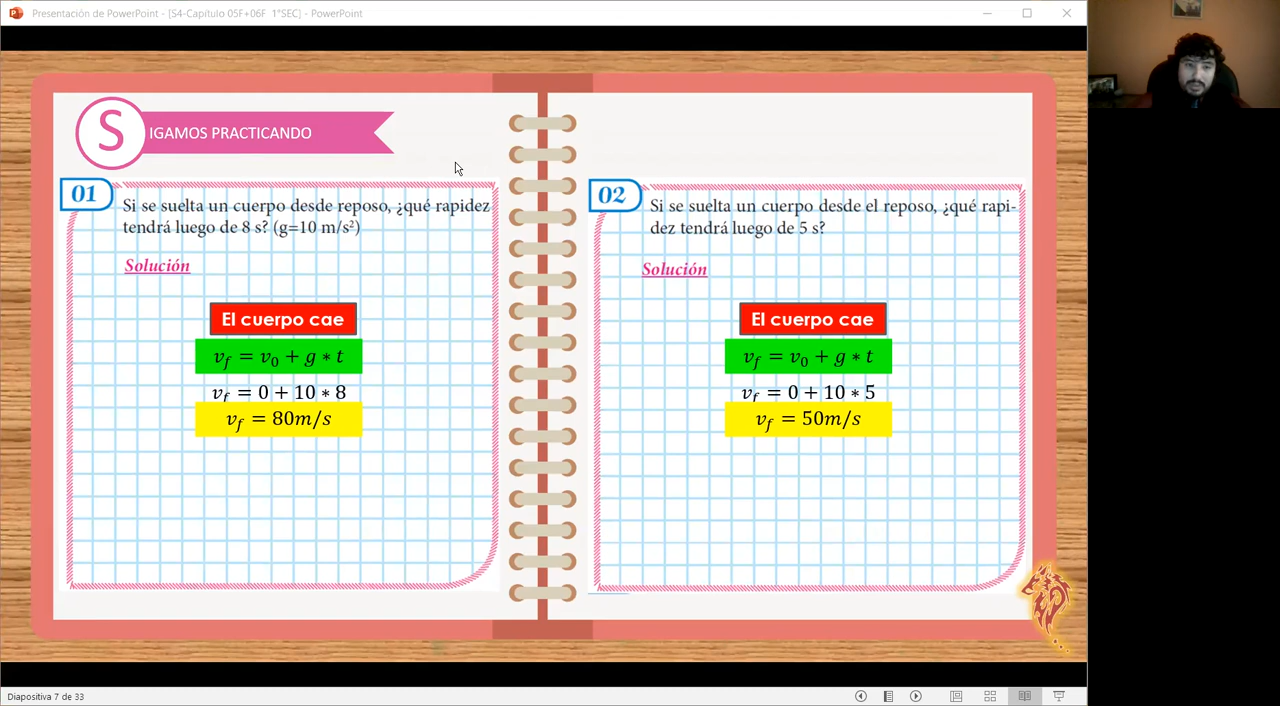 Presentación de PowerPoint - [S4-Capítulo 05F+06F 1°SEC] - PowerPoint
S
IGAMOS PRACTICANDO
01
Si se suelta un cuerpo desde reposo, ¿qué rapidez
tendrá luego de 8 s? (g=10 m/s²)
Solución
El cuerpo cae
v_f = v_0 + g * t
v_f = 0 + 10 * 8
v_f = 80m/s
02
Si se suelta un cuerpo desde el reposo, ¿qué rapi-
dez tendrá luego de 5 s?
Solución
El cuerpo cae
v_f = v_0 + g * t
v_f = 0 + 10 * 5
v_f = 50m/s
Diapositiva 7 de 33